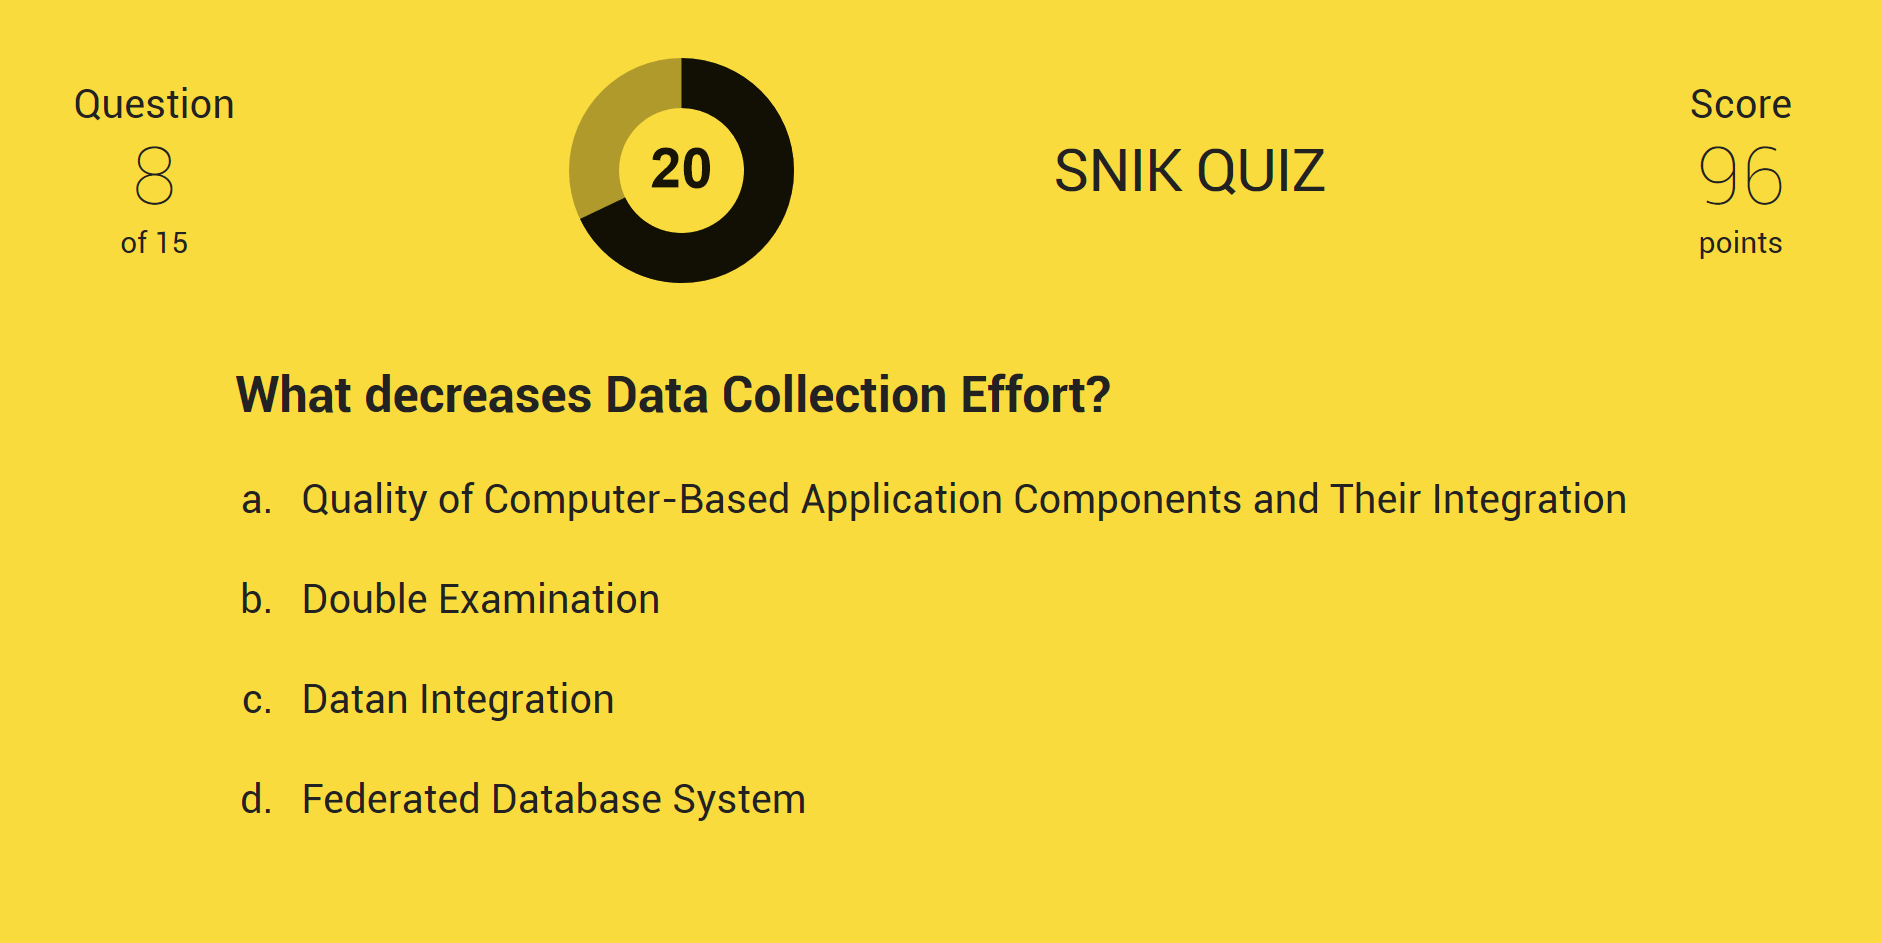 Question
8
of 15
20
SNIK QUIZ
Score
96
points
What decreases Data Collection Effort?
a. Quality of Computer-Based Application Components and Their Integration
b. Double Examination
c. Datan Integration
d. Federated Database System